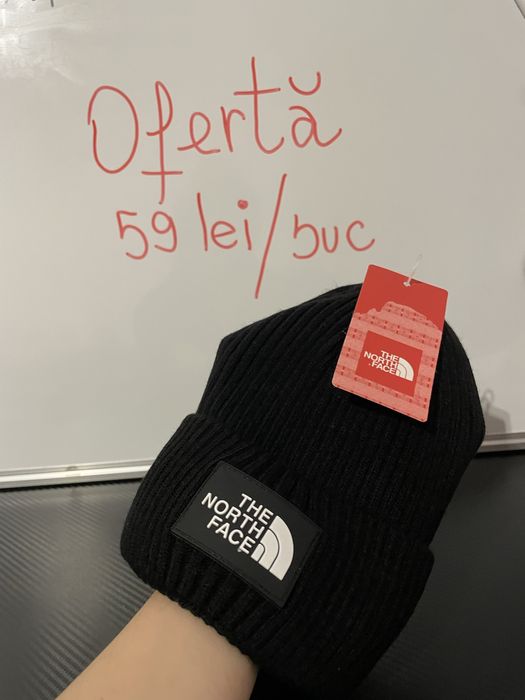 Ofertă
59 lei/buc
THE
NORTH
FACE
THE
NORTH
FACE